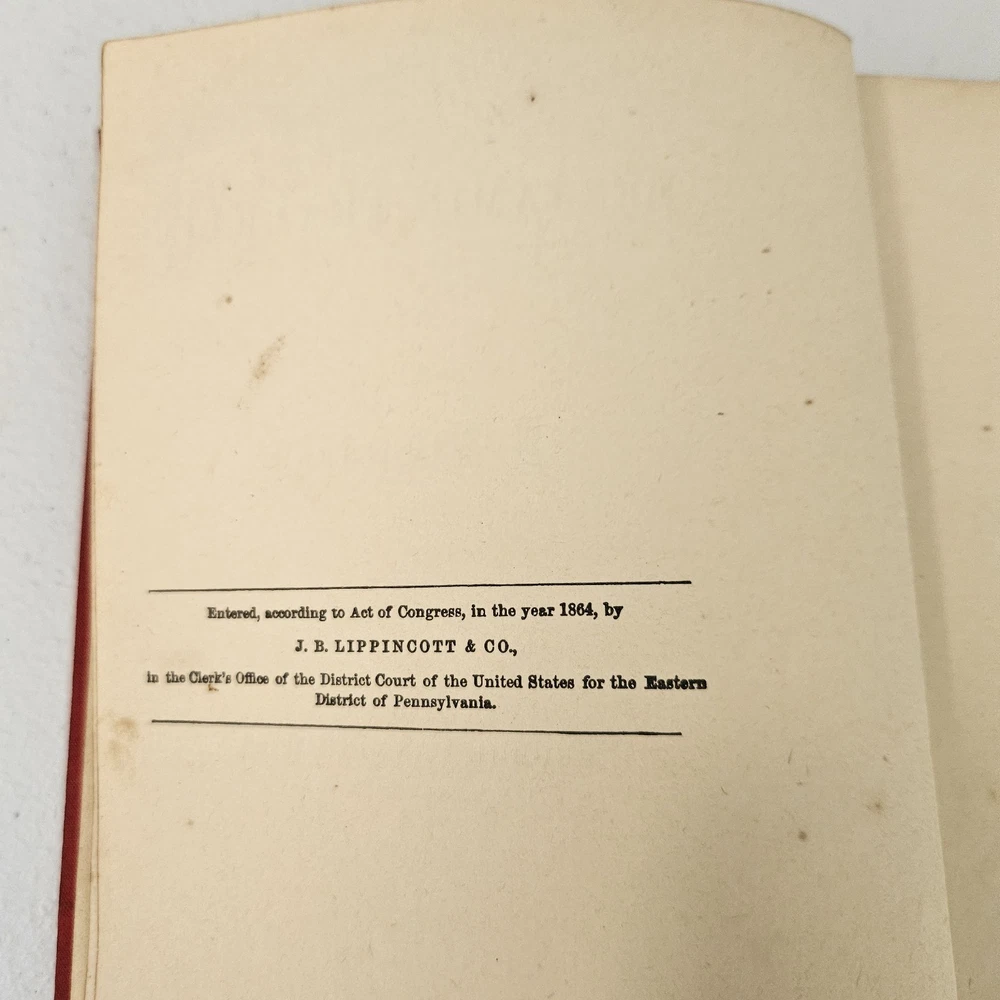 Entered, according to Act of Congress, in the year 1864, by
J. B. LIPPINCOTT & CO.,
in the Clerk's Office of the District Court of the United States for the Eastern
District of Pennsylvania.